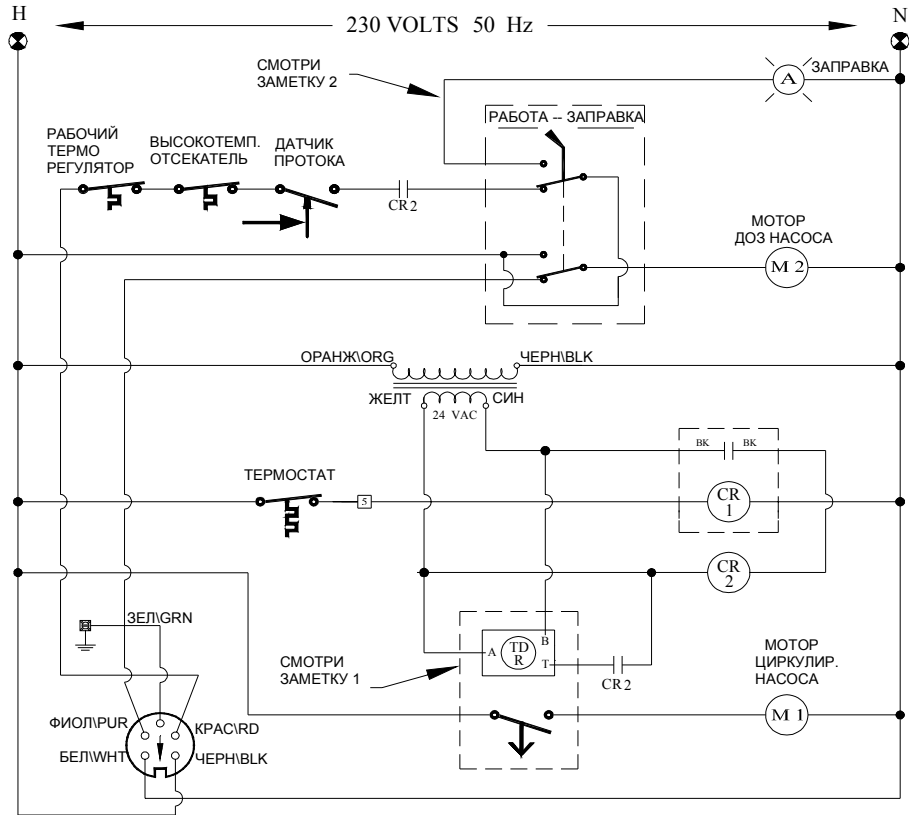 H
230 VOLTS 50 Hz
N
СМОТРИ
ЗАМЕТКУ 2
A
ЗАПРАВКА
РАБОТА -- ЗАПРАВКА
РАБОЧИЙ
ТЕРМО
РЕГУЛЯТОР
ВЫСОКОТЕМП.
ОТСЕКАТЕЛЬ
ДАТЧИК
ПРОТОКА
CR2
МОТОР
ДОЗ НАСОСА
M 2
ОРАНЖ\ORG
ЧЕРН\BLK
ЖЕЛТ
СИН
24 VAC
BK
BK
ТЕРМОСТАТ
5
CR
1
CR
2
ЗЕЛ\GRN
СМОТРИ
ЗАМЕТКУ 1
A
TD
R
B
T
CR2
МОТОР
ЦИРКУЛИР.
НАСОСА
M 1
ФИОЛ\PUR
КРАС\RD
БЕЛ\WHT
ЧЕРН\BLK